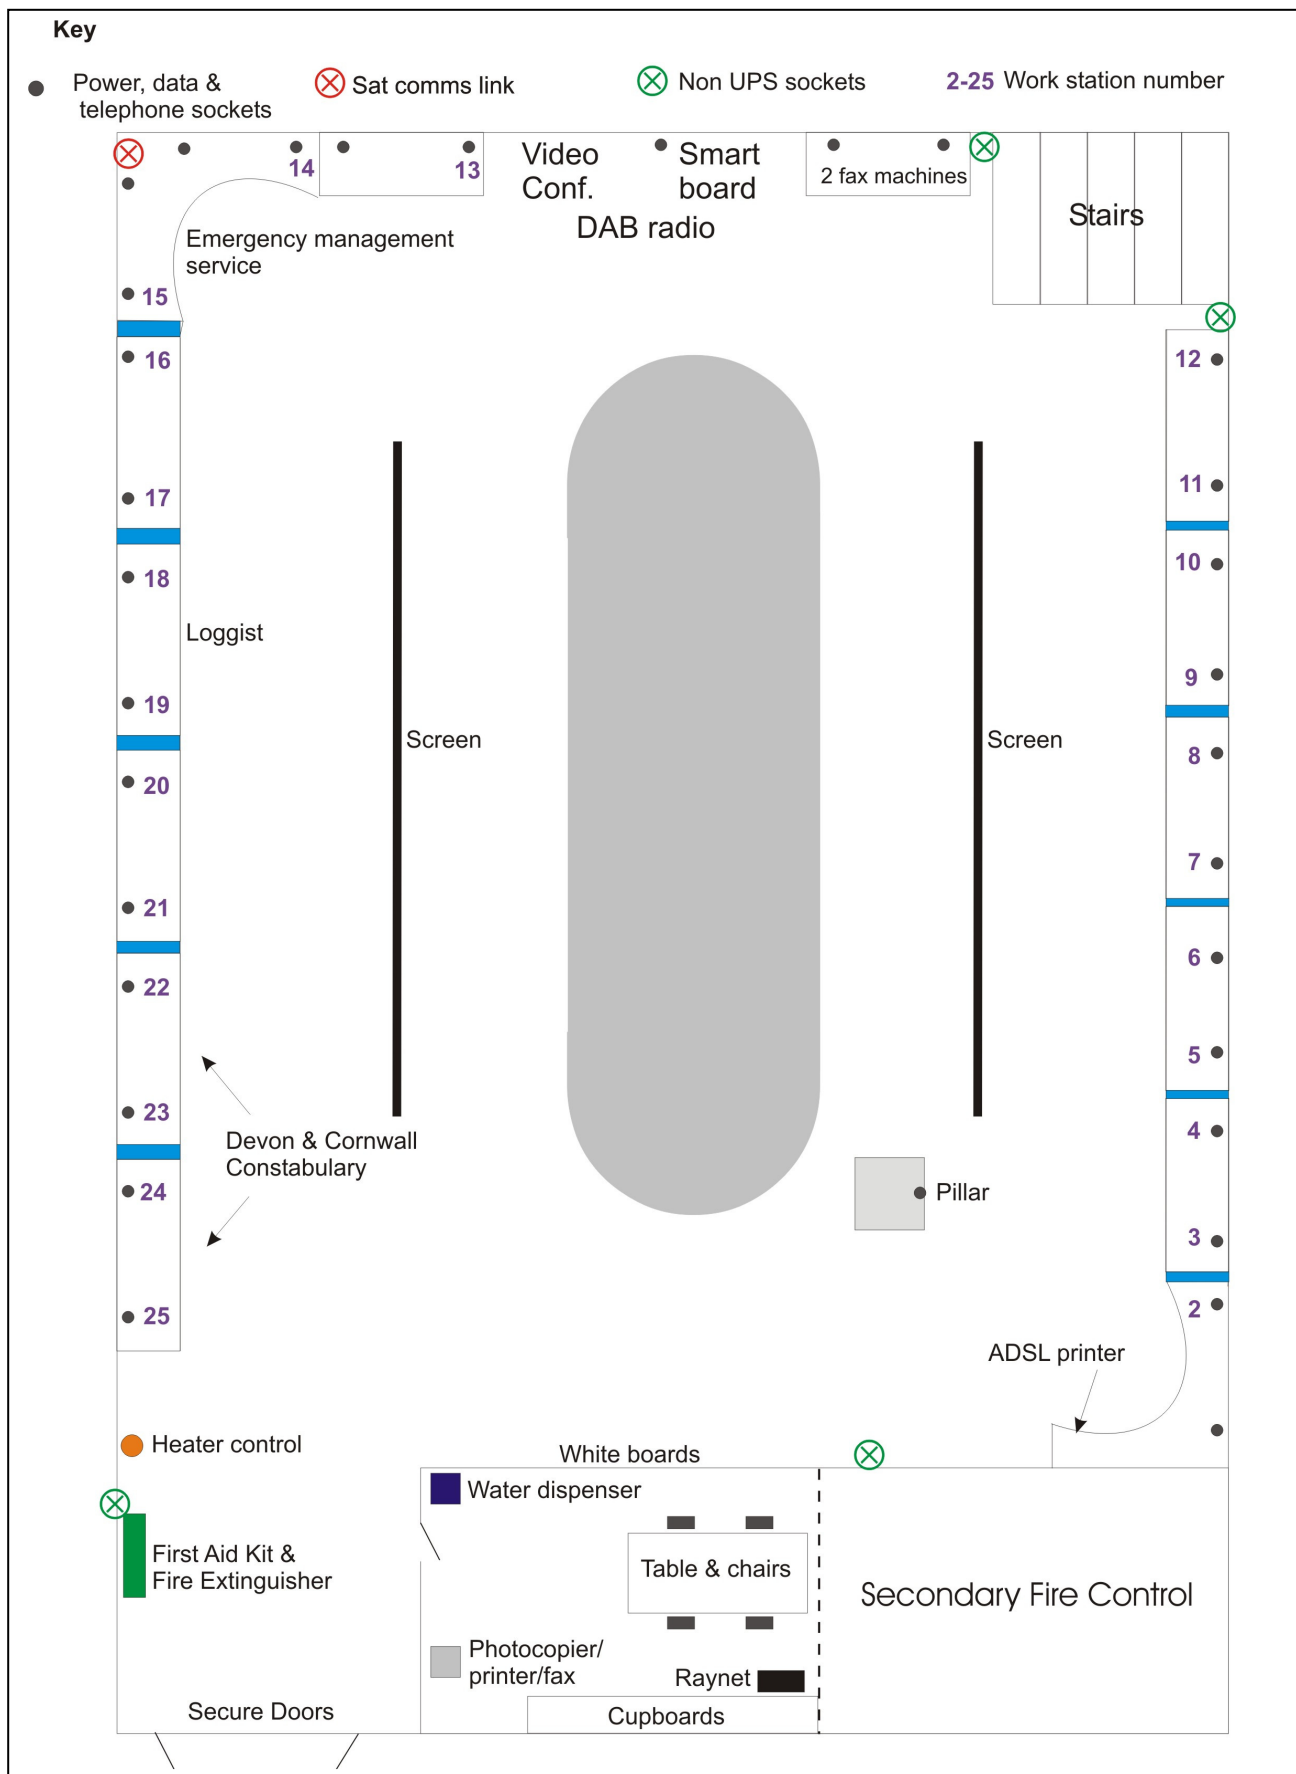 Key
Power, data &
telephone sockets
Sat comms link
Non UPS sockets
2-25 Work station number
14
13
Video
Conf.
Smart
board
DAB radio
2 fax machines
Stairs
Emergency management
service
15
16
17
18
Loggist
19
20
21
22
23
24
25
Screen
Screen
12
11
10
9
8
7
6
5
4
3
2
Devon & Cornwall
Constabulary
Pillar
ADSL printer
Heater control
White boards
Water dispenser
First Aid Kit &
Fire Extinguisher
Table & chairs
Secondary Fire Control
Photocopier/
printer/fax
Raynet
Cupboards
Secure Doors